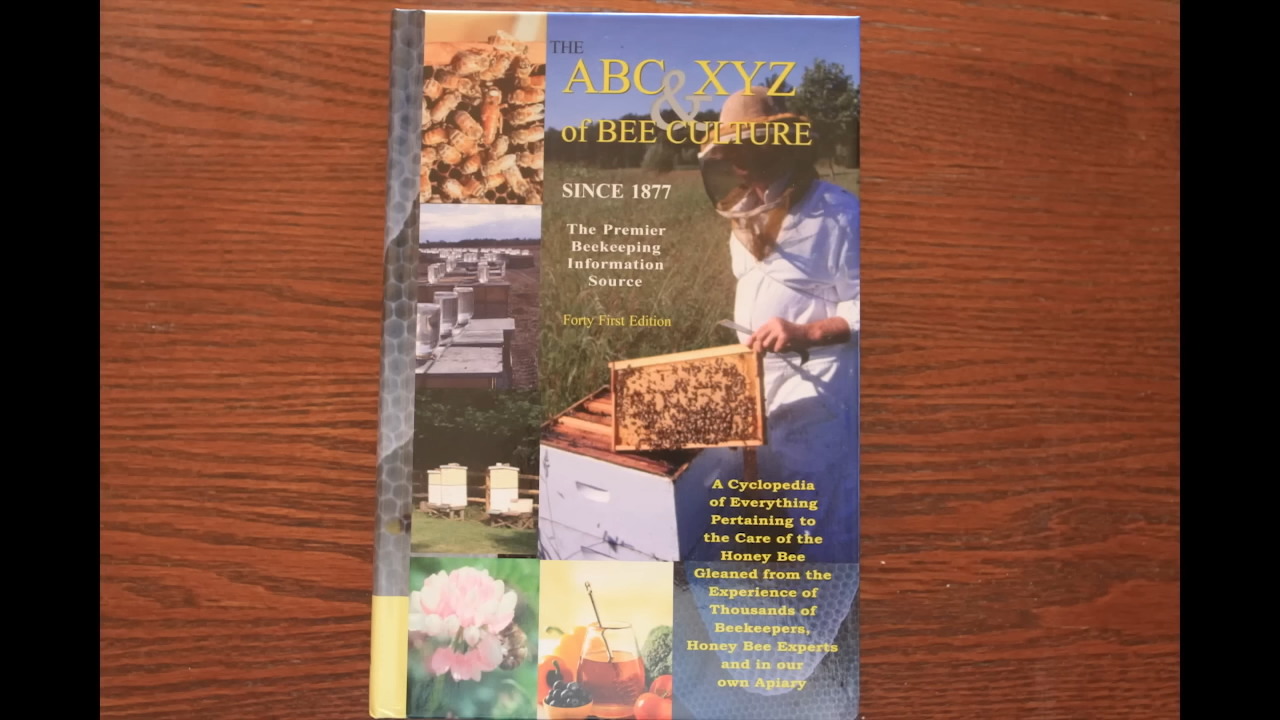 THE
ABC & XYZ
of BEE CULTURE
SINCE 1877
The Premier
Beekeeping
Information
Source
Forty First Edition
A Cyclopedia
of Everything
Pertaining to
the Care of the
Honey Bee
Gleaned from the
Experience of
Thousands of
Beekeepers,
Honey Bee Experts
and in our
own Apiary